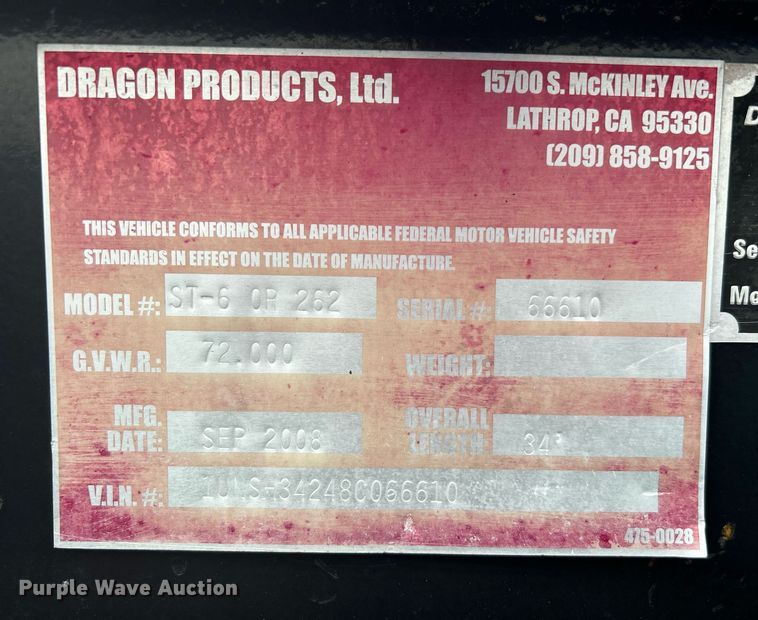 DRAGON PRODUCTS, Ltd.
15700 S. McKINLEY Ave.
LATHROP, CA 95330
(209) 858-9125
THIS VEHICLE CONFORMS TO ALL APPLICABLE FEDERAL MOTOR VEHICLE SAFETY
STANDARDS IN EFFECT ON THE DATE OF MANUFACTURE.
MODEL #: ST-6 OR 262
SERIAL #: 66610
G.V.W.R.: 72.000
WEIGHT:
MFG. DATE: SEP 2008
OVERALL LENGTH: 34'
V.I.N. #:
475-0028
Purple Wave Auction